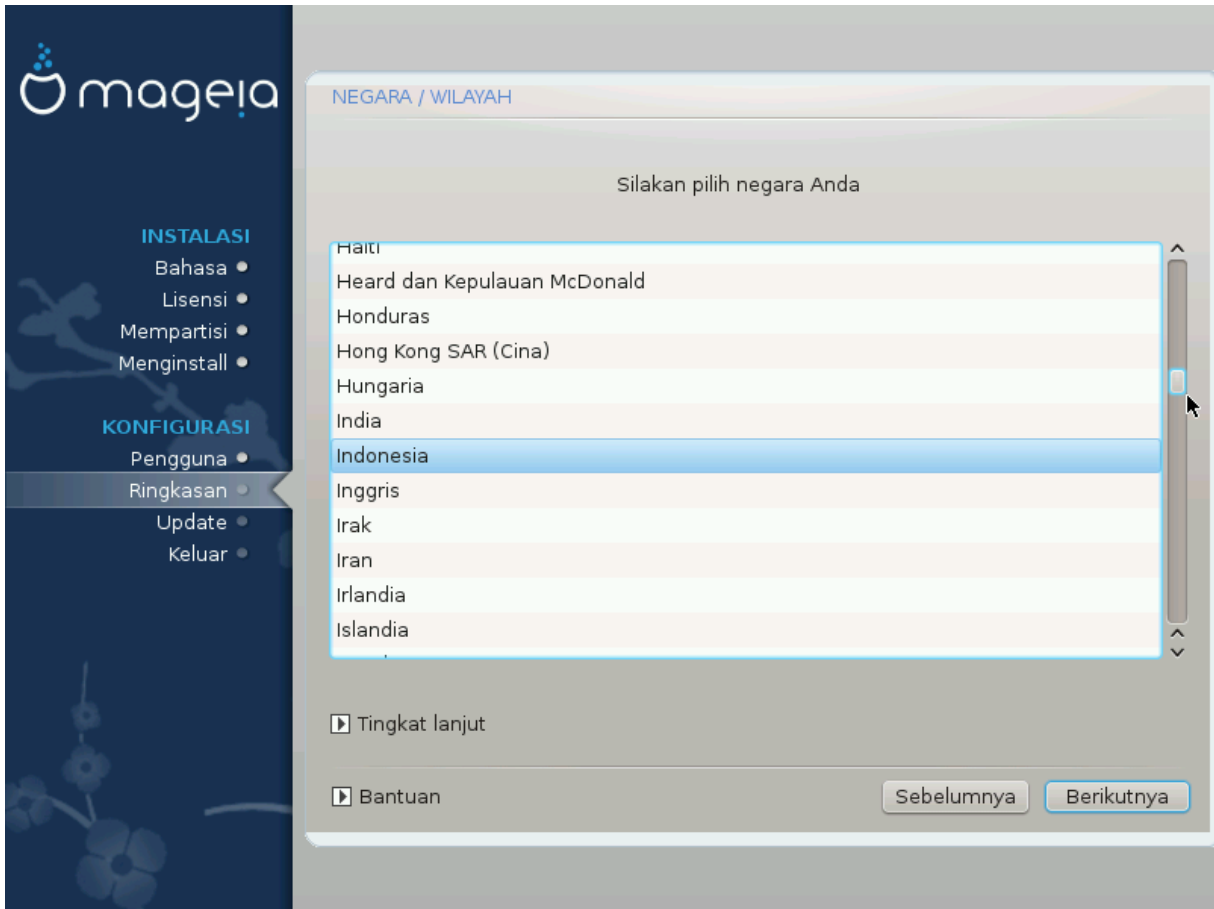 mageia
INSTALASI
Bahasa
Lisensi
Mempartisi
Menginstall
KONFIGURASI
Pengguna
Ringkasan
Update
Keluar
NEGARA / WILAYAH
Silakan pilih negara Anda
Haiti
Heard dan Kepulauan McDonald
Honduras
Hong Kong SAR (Cina)
Hungaria
India
Indonesia
Inggris
Irak
Iran
Irlandia
Islandia
Tingkat lanjut
Bantuan
Sebelumnya
Berikutnya